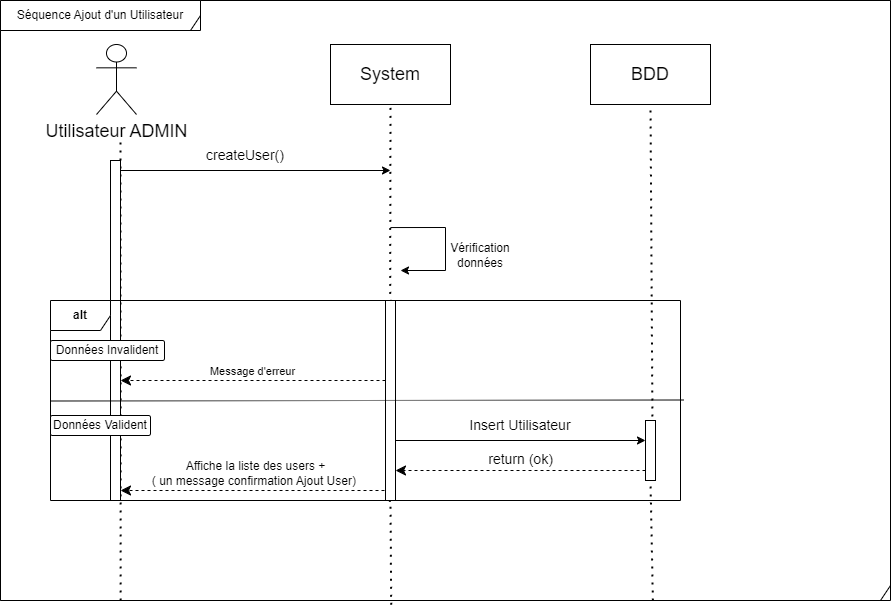 Séquence Ajout d'un Utilisateur
System
BDD
Utilisateur ADMIN
createUser()
Vérification
données
alt
Données Invalident
Message d'erreur
Données Valident
Insert Utilisateur
return (ok)
Affiche la liste des users +
( un message confirmation Ajout User)